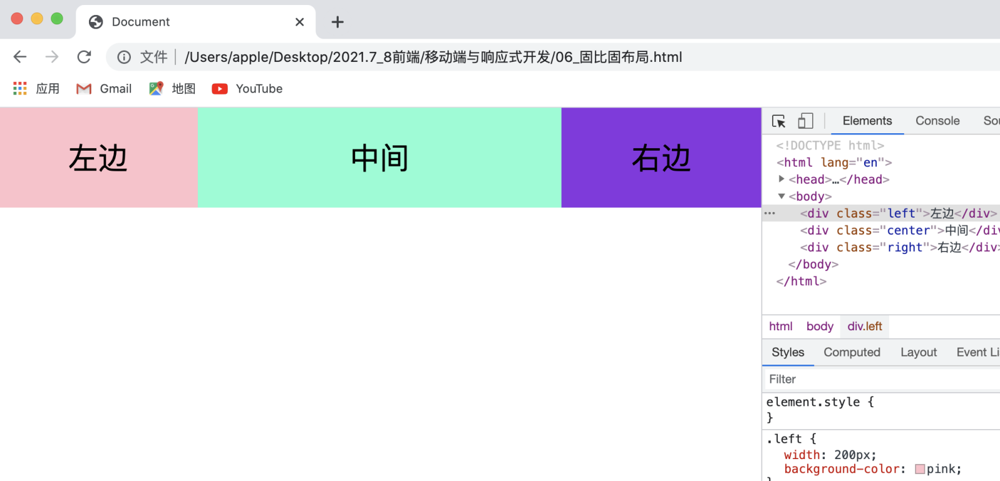 Document
文件 /Users/apple/Desktop/2021.7_8前端/移动端与响应式开发/06_固比固布局.html
应用 Gmail 地图 YouTube
左边 中间 右边
Elements Console Sou
<!DOCTYPE html>
<html lang="en">
<head>…</head>
<body>
<div class="left">左边</div>
<div class="center">中间</div
<div class="right">右边</div>
</body>
</html>
html body div.left
Styles Computed Layout Event Li
Filter
element.style {
}
.left {
width: 200px;
background-color: pink;
}